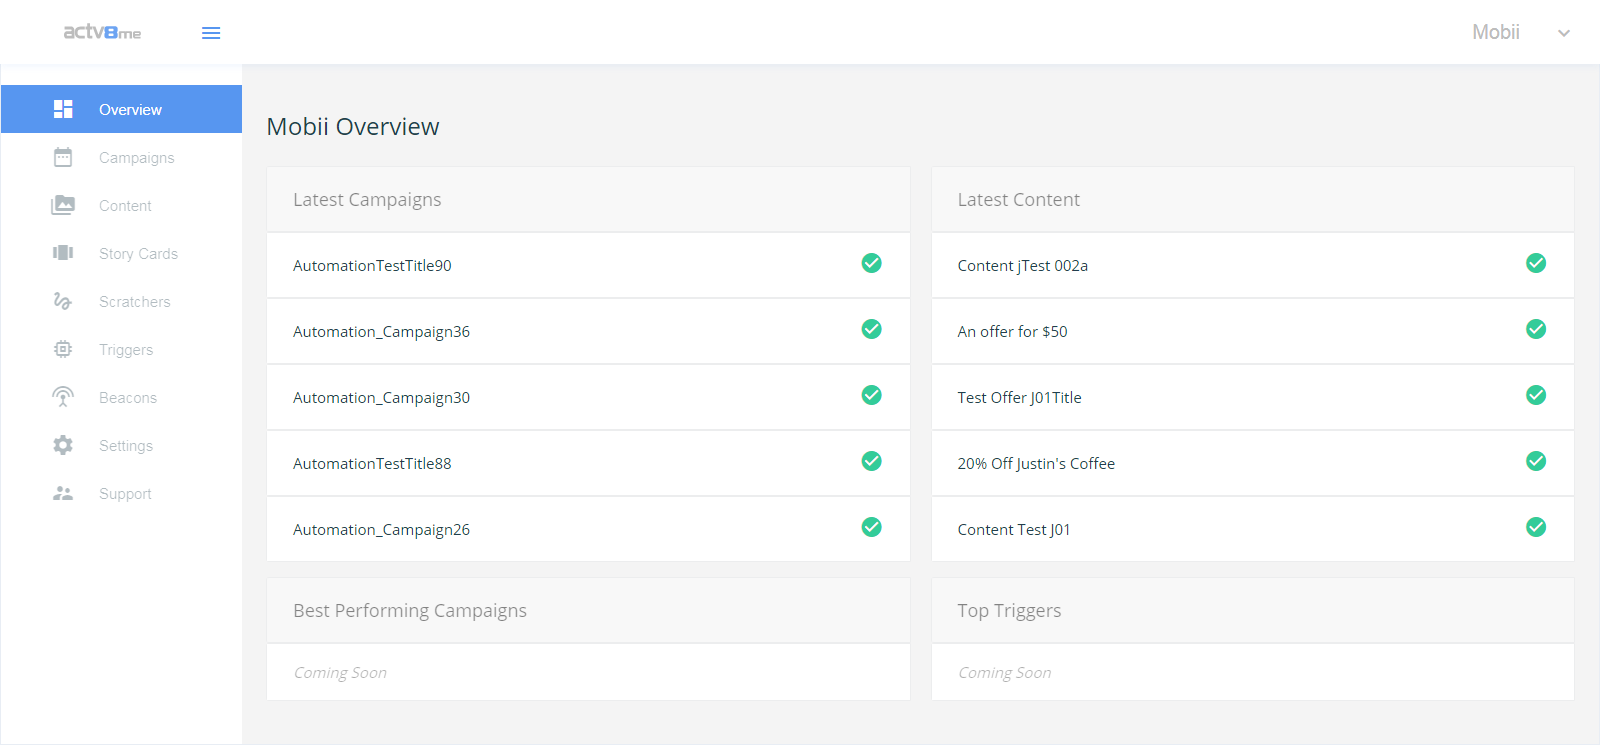 actv8me
Mobii
Overview
Campaigns
Content
Story Cards
Scratchers
Triggers
Beacons
Settings
Support
Mobii Overview
Latest Campaigns
AutomationTestTitle90
Automation_Campaign36
Automation_Campaign30
AutomationTestTitle88
Automation_Campaign26
Latest Content
Content jTest 002a
An offer for $50
Test Offer J01Title
20% Off Justin's Coffee
Content Test J01
Best Performing Campaigns
Coming Soon
Top Triggers
Coming Soon